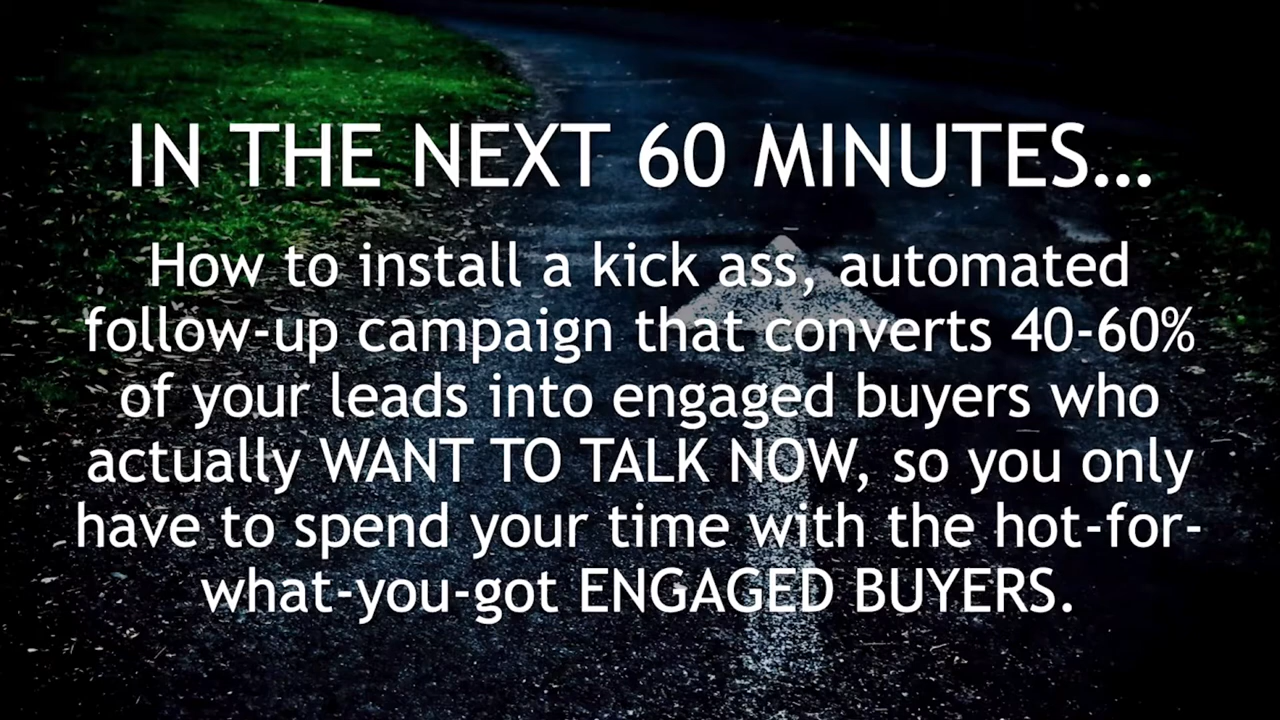 IN THE NEXT 60 MINUTES...
How to install a kick ass, automated
follow-up campaign that converts 40-60%
of your leads into engaged buyers who
actually WANT TO TALK NOW, so you only
have to spend your time with the hot-for-
what-you-got ENGAGED BUYERS.